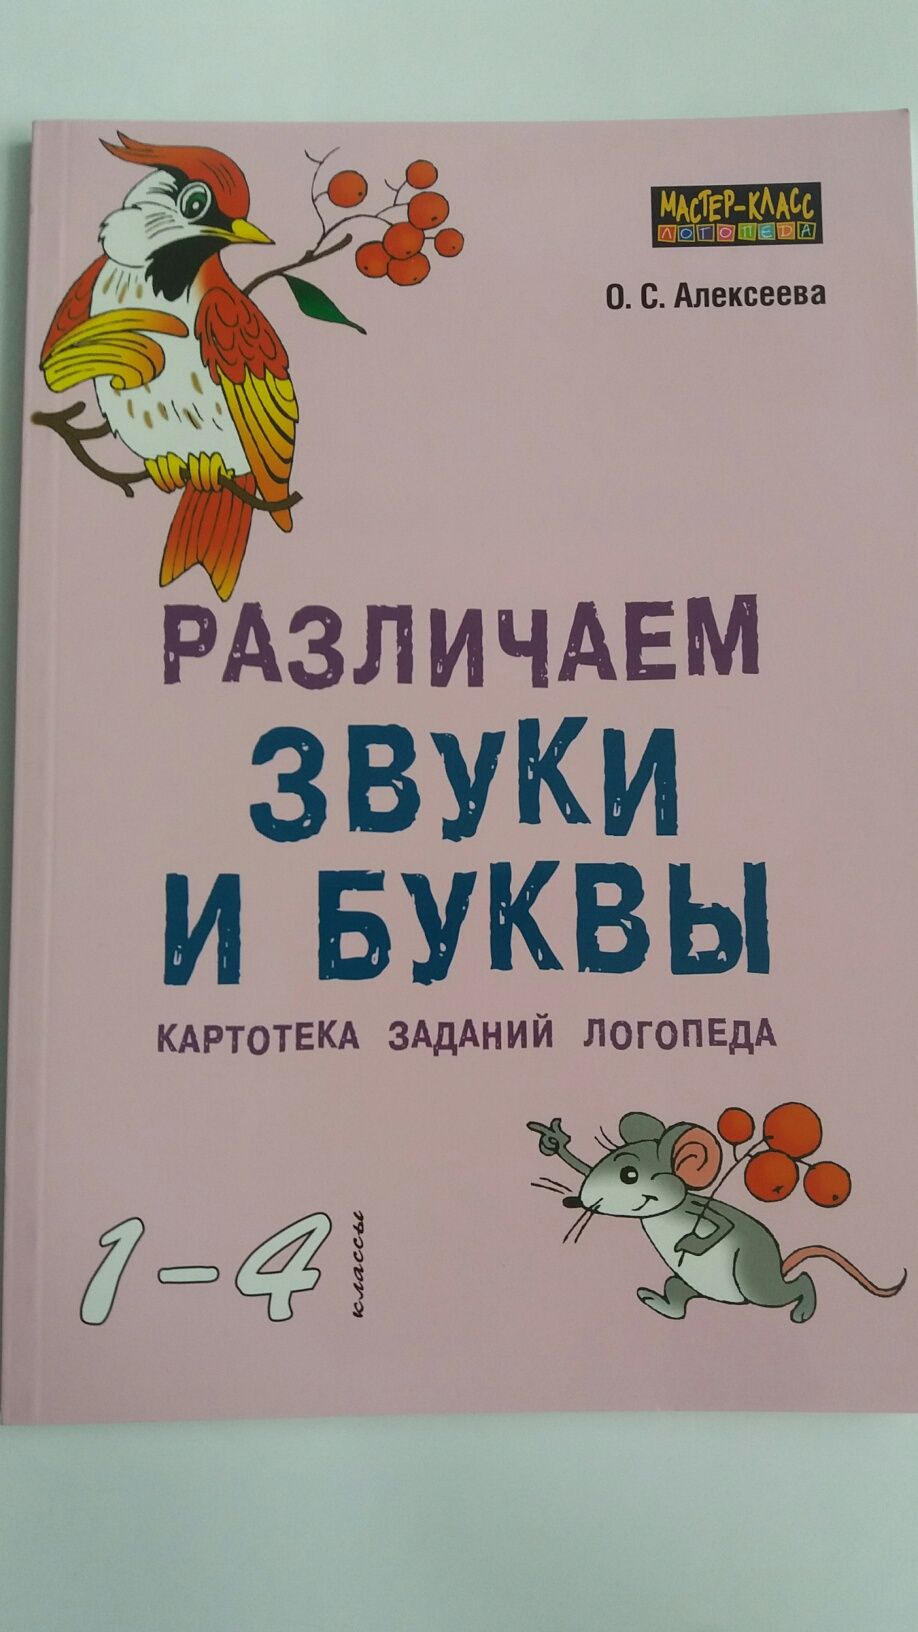 МАСТЕР-КЛАСС
ЛОГОПЕДА
О. С. Алексеева
РАЗЛИЧАЕМ
ЗВУКИ
И БУКВЫ
КАРТОТЕКА ЗАДАНИЙ ЛОГОПЕДА
1-4
классы